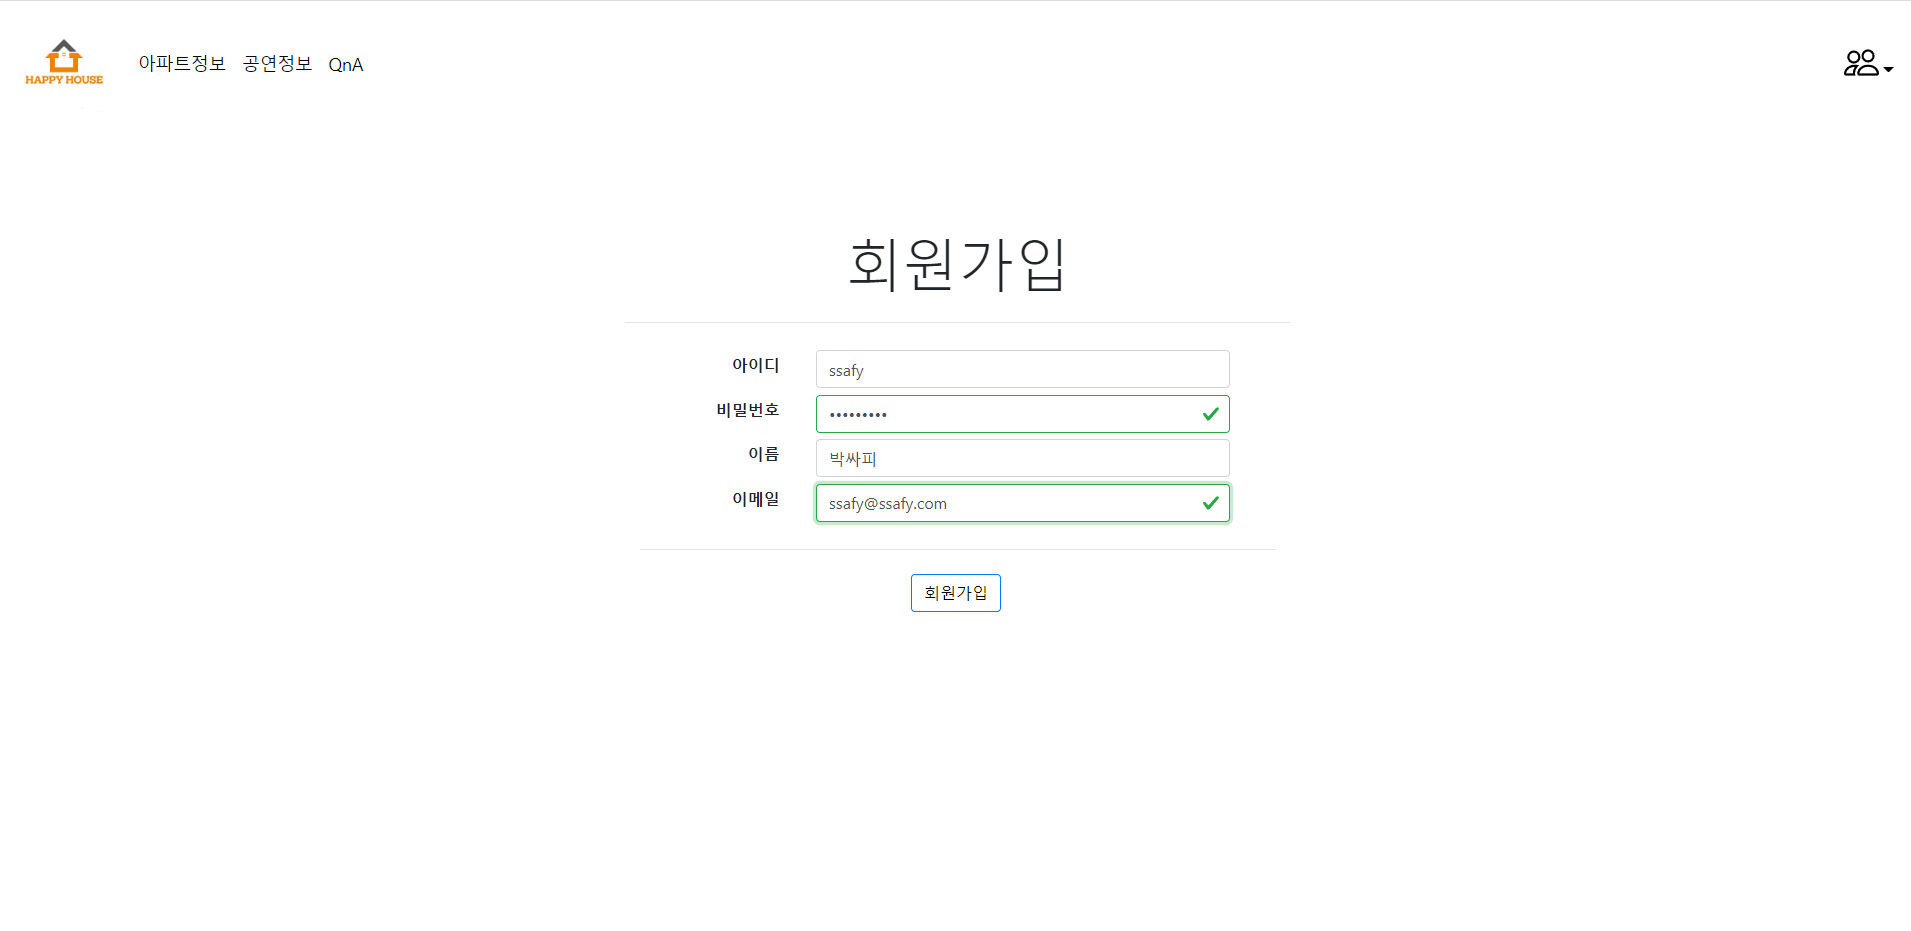 HAPPY HOUSE
아파트정보 공연정보 QnA
회원가입
아이디 ssafy
비밀번호 •••••••••
이름 박싸피
이메일 ssafy@ssafy.com
회원가입